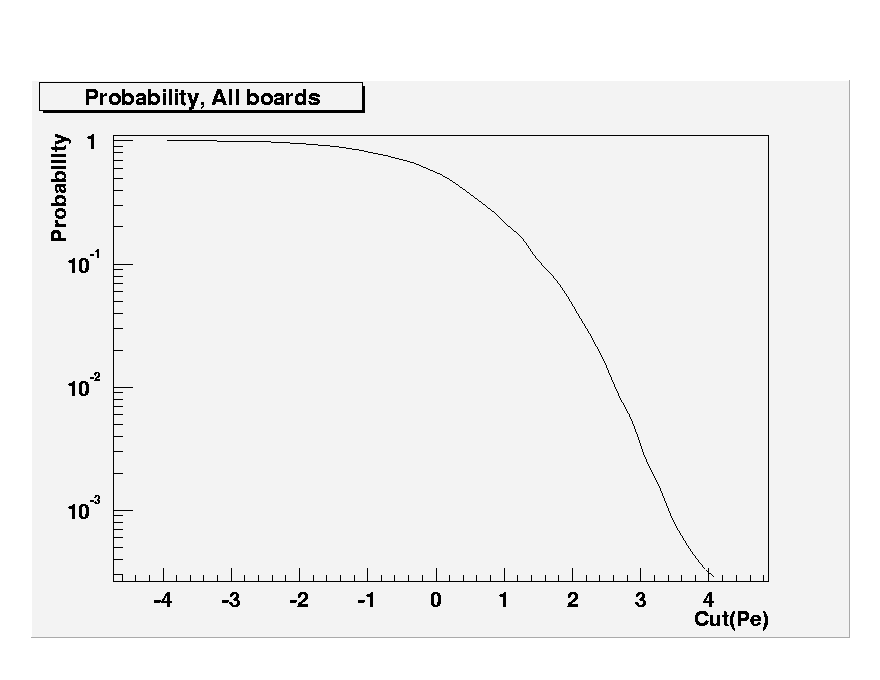 Probability, All boards
Probability
1
10⁻¹
10⁻²
10⁻³
-4 -3 -2 -1 0 1 2 3 4
Cut(Pe)